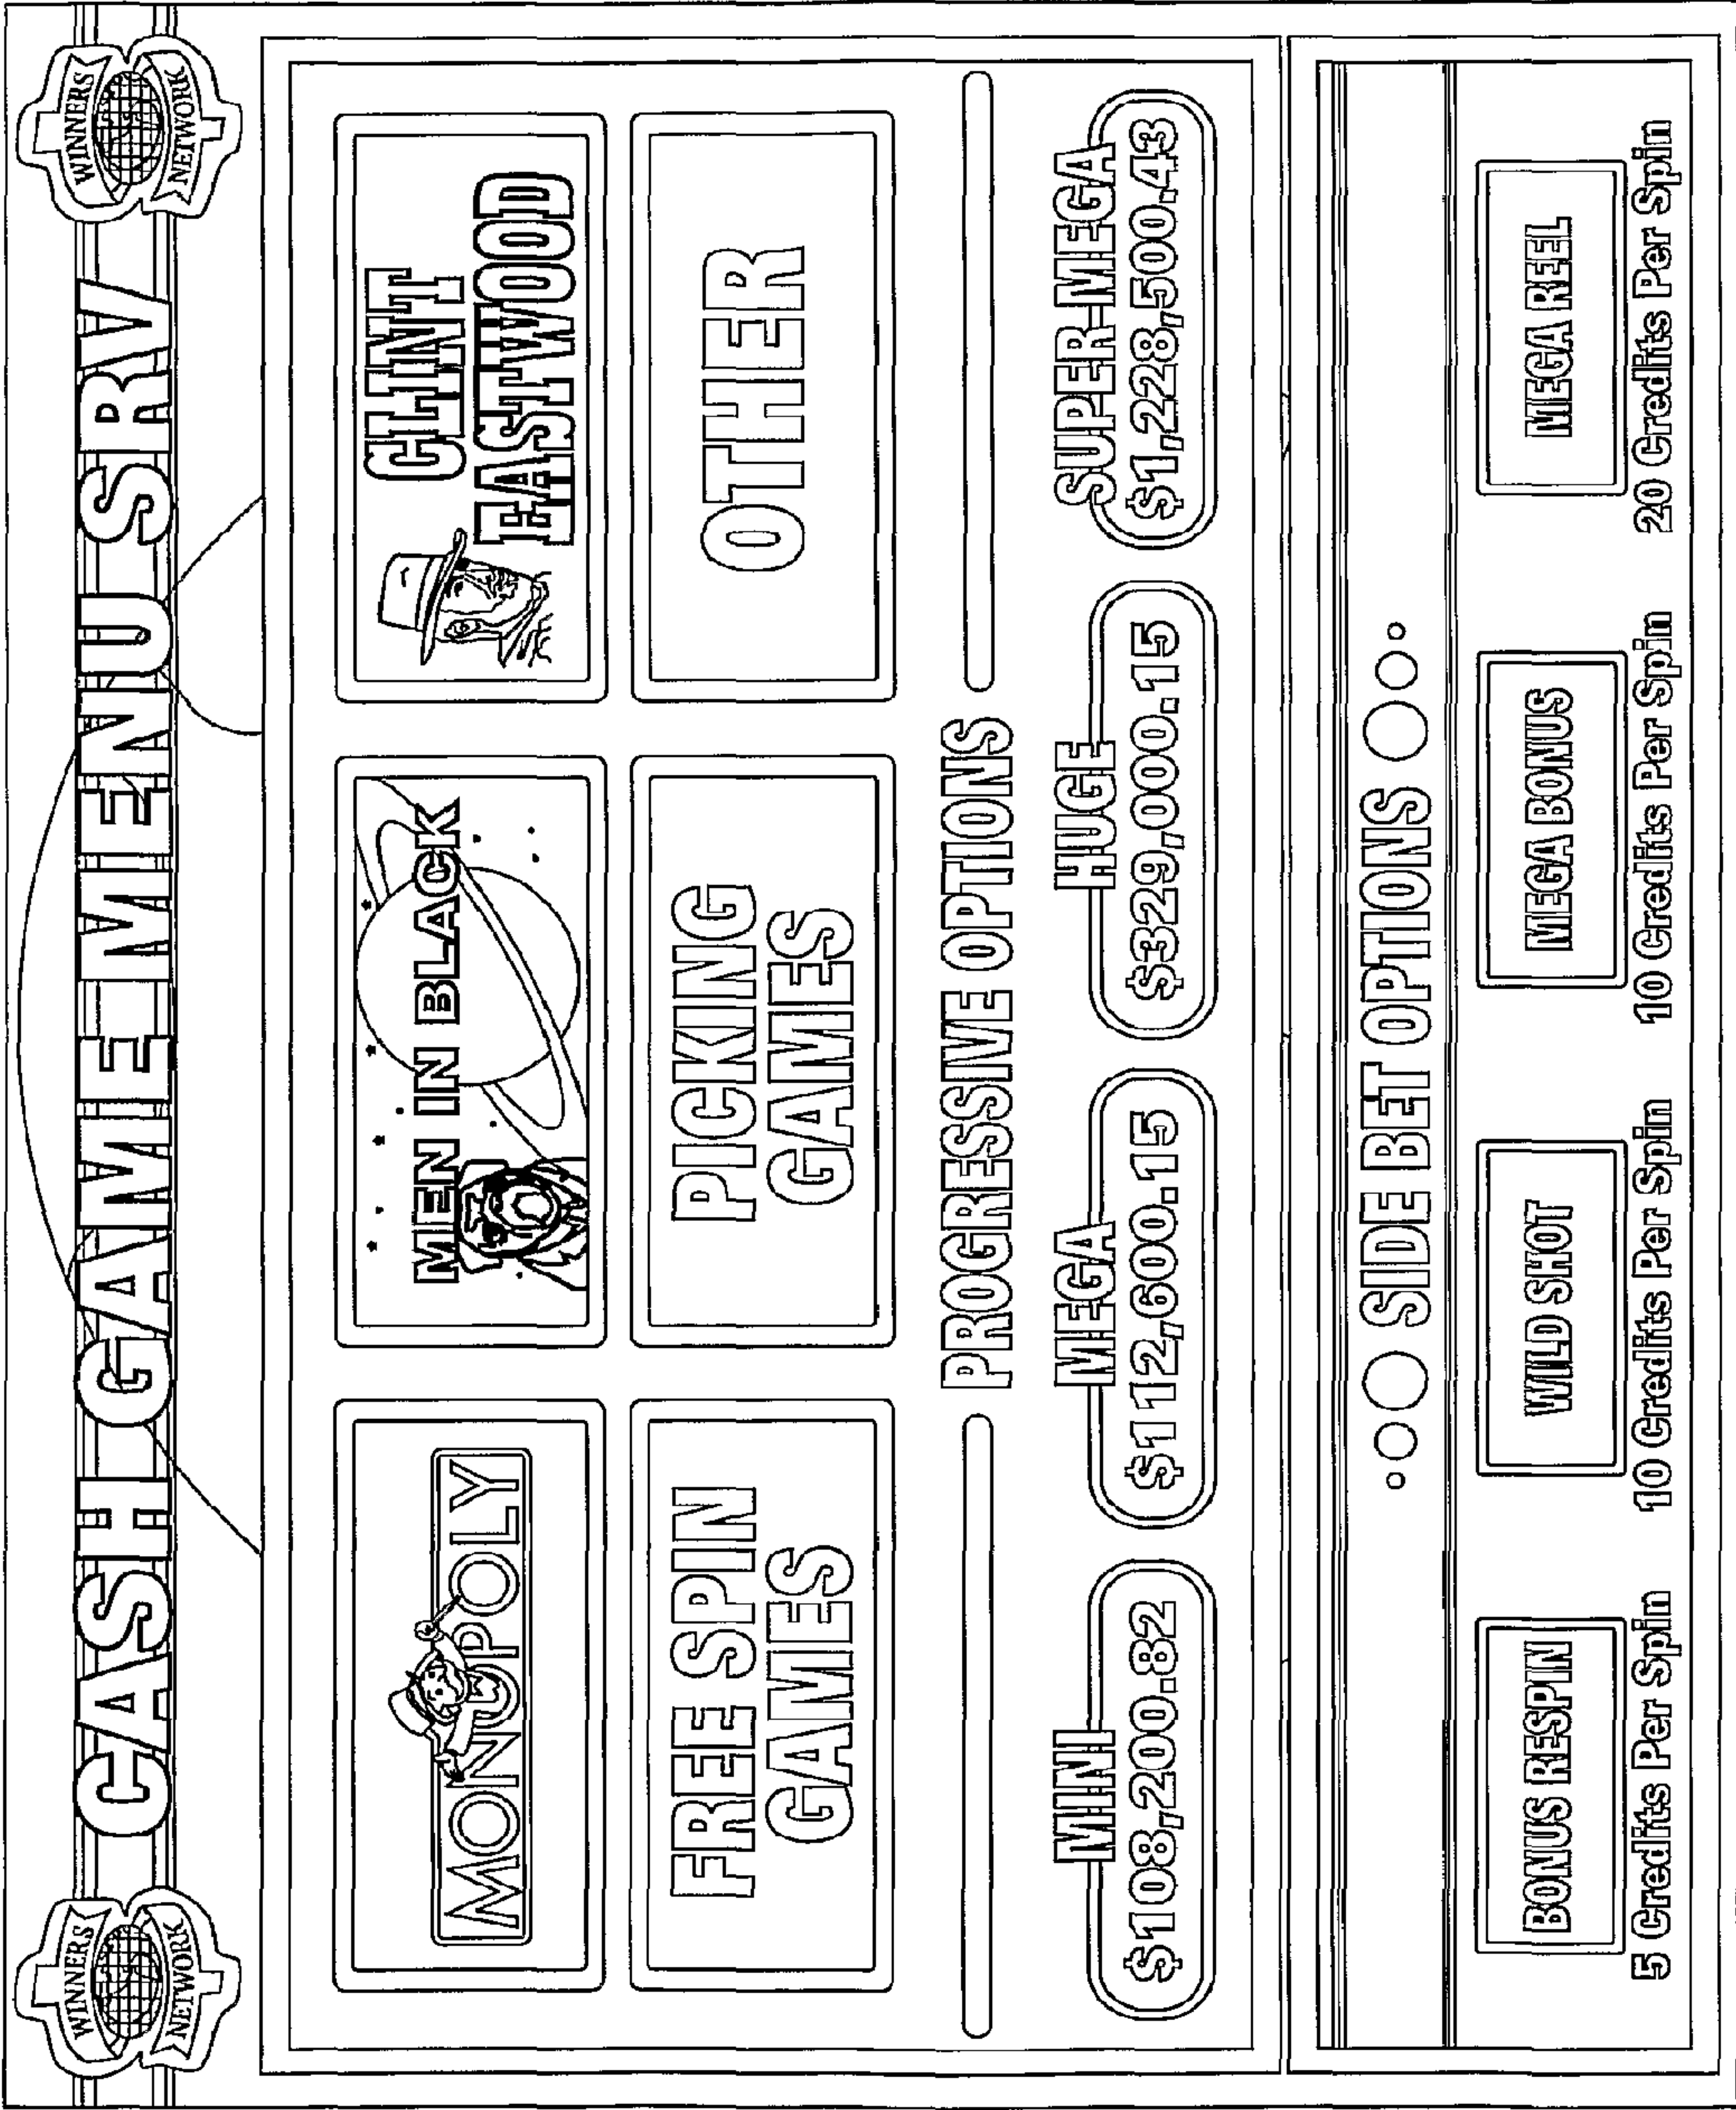 WINNERS
NETWORK
CASH GAME MENU SRV
WINNERS
NETWORK
MONOPOLY
MEN IN BLACK
CLINT
EASTWOOD
FREE SPIN
GAMES
PICKING
GAMES
OTHER
PROGRESSIVE OPTIONS
MINI
$108,200.82
MEGA
$112,600.15
HUGE
$329,000.15
SUPER MEGA
$1,228,500.43
SIDE BET OPTIONS
BONUS RESPIN
5 Credits Per Spin
WILD SHOT
10 Credits Per Spin
MEGA BONUS
10 Credits Per Spin
MEGA REEL
20 Credits Per Spin